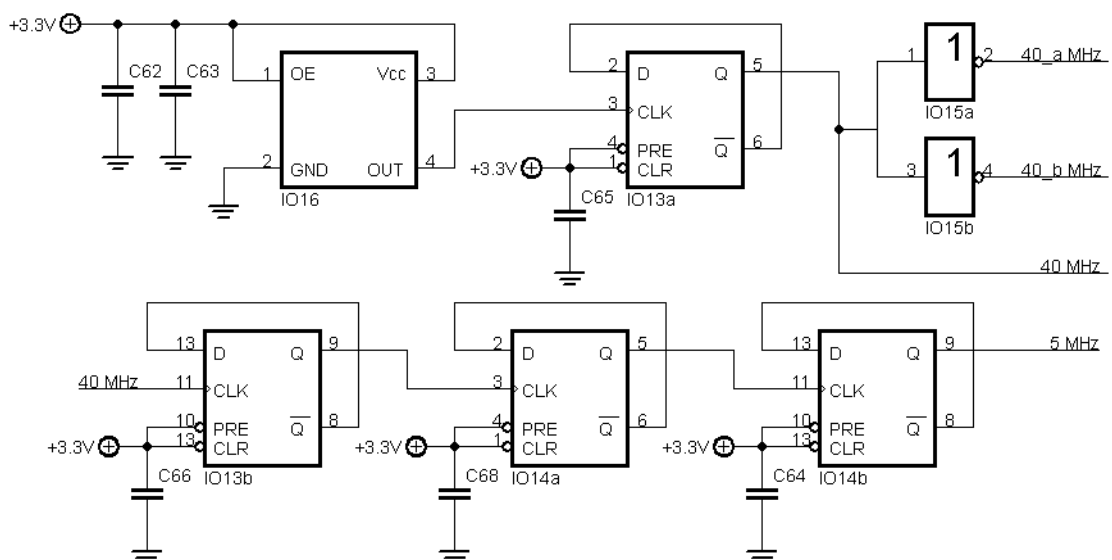 +3.3V
C62
C63
1
OE
Vcc
3
2
GND
OUT
4
IO16
2
D
Q
5
3
CLK
4
PRE
Q
6
1
CLR
+3.3V
C65
IO13a
1
1
2
40_a MHz
IO15a
3
1
4
40_b MHz
IO15b
40 MHz
13
D
Q
9
40 MHz
11
CLK
10
PRE
Q
8
13
CLR
+3.3V
C66
IO13b
2
D
Q
5
3
CLK
4
PRE
Q
6
1
CLR
+3.3V
C68
IO14a
13
D
Q
9
5 MHz
11
CLK
10
PRE
Q
8
13
CLR
+3.3V
C64
IO14b